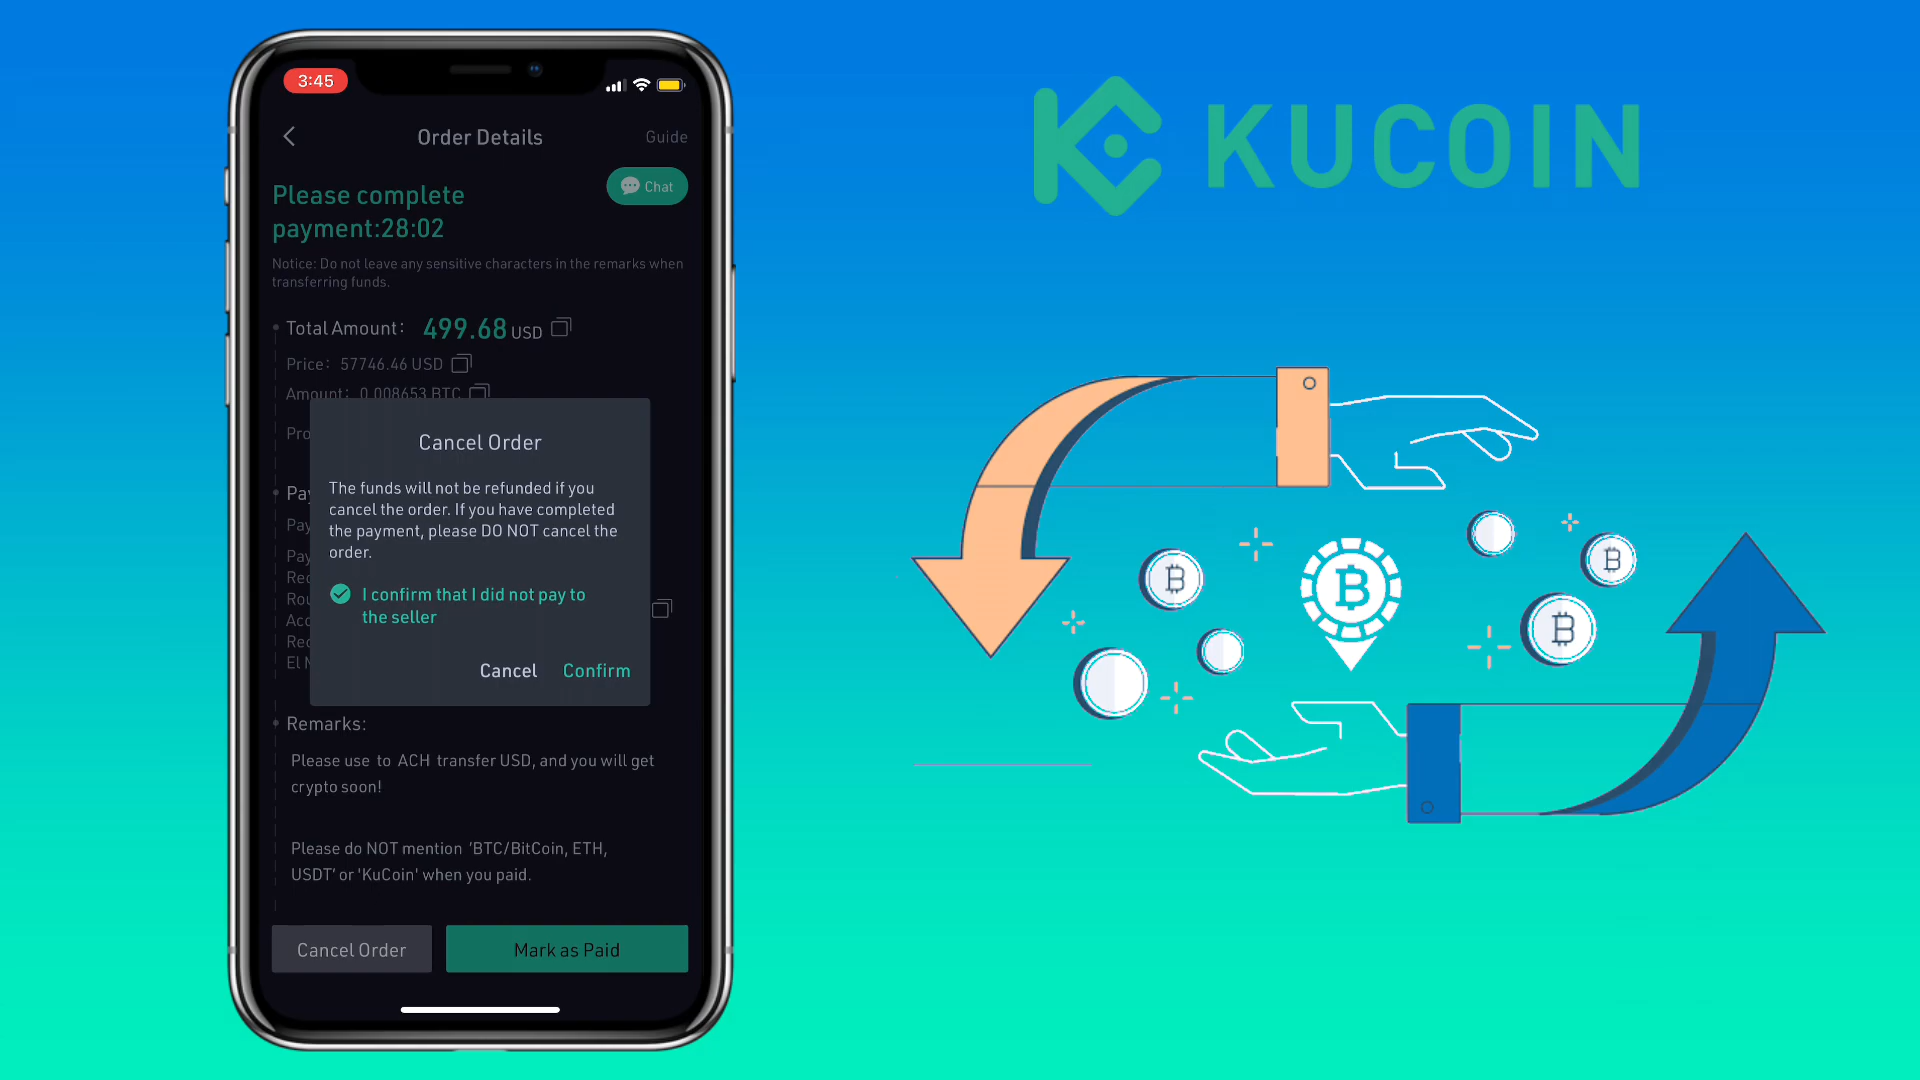 3:45
Order Details
Guide
Please complete
payment:28:02
Chat
Notice: Do not leave any sensitive characters in the remarks when
transferring funds.
Total Amount: 499.68 USD
Price: 57746.46 USD
Amount: 0.008653 BTC
Cancel Order
The funds will not be refunded if you
cancel the order. If you have completed
the payment, please DO NOT cancel the
order.
I confirm that I did not pay to
the seller
Cancel Confirm
Remarks:
Please use to ACH transfer USD, and you will get
crypto soon!
Please do NOT mention 'BTC/BitCoin, ETH,
USDT' or 'KuCoin' when you paid.
Cancel Order
Mark as Paid
KUCOIN